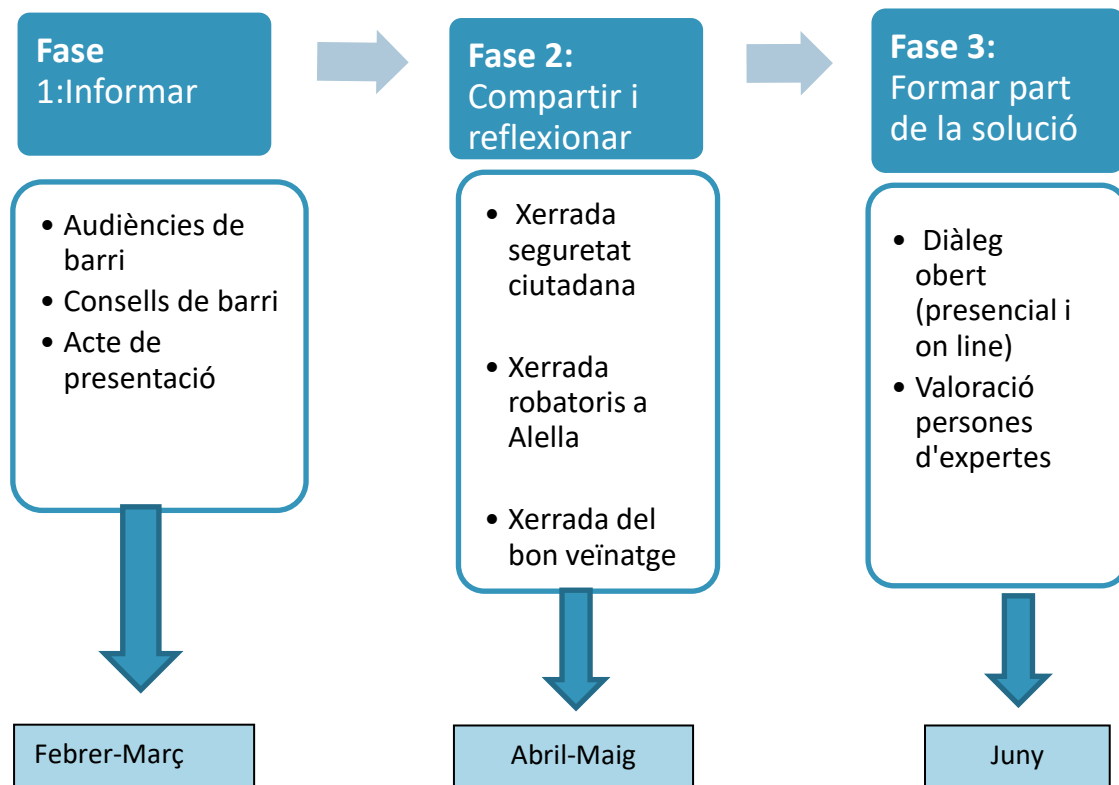 Fase
1:Informar
Fase 2:
Compartir i
reflexionar
Fase 3:
Formar part
de la solució
• Audiències de
barri
• Consells de barri
• Acte de
presentació
• Xerrada
seguretat
ciutadana
• Xerrada
robatoris a
Alella
• Xerrada del
bon veïnatge
• Diàleg
obert
(presencial i
on line)
• Valoració
persones
d'expertes
Febrer-Març
Abril-Maig
Juny